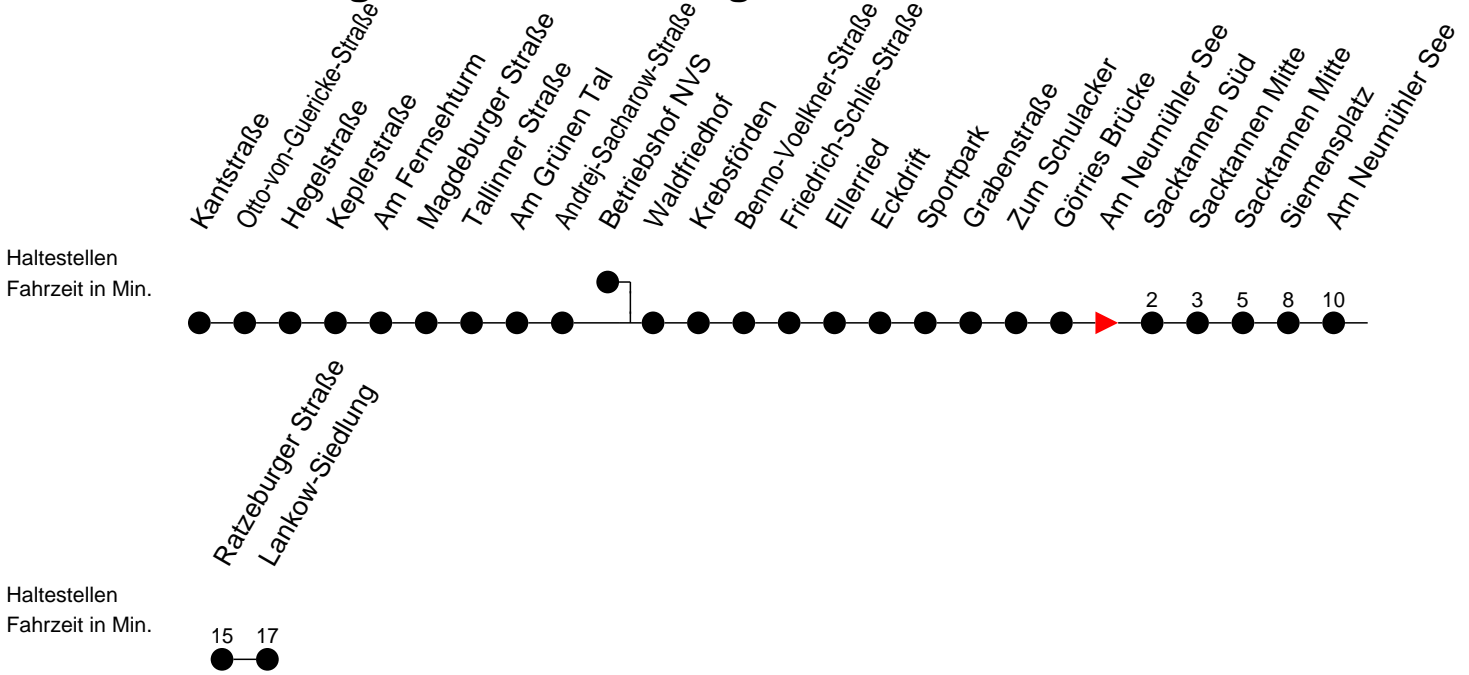 Kantstraße
Otto-von-Guericke-Straße
Hegelstraße
Keplerstraße
Am Fernsehturm
Magdeburger Straße
Tallinner Straße
Am Grünen Tal
Andrej-Sacharow-Straße
Betriebshof NVS
Waldfriedhof
Krebsförden
Benno-Voelkner-Straße
Friedrich-Schlie-Straße
Ellerried
Eckdrift
Sportpark
Grabenstraße
Zum Schulacker
Görries Brücke
Am Neumühler See
Sacktannen Süd
Sacktannen Mitte
Sacktannen Mitte
Siemensplatz
Am Neumühler See
Haltestellen
Fahrzeit in Min.
2 3 5 8 10
Ratzeburger Straße
Lankow-Siedlung
Haltestellen
Fahrzeit in Min.
15 17